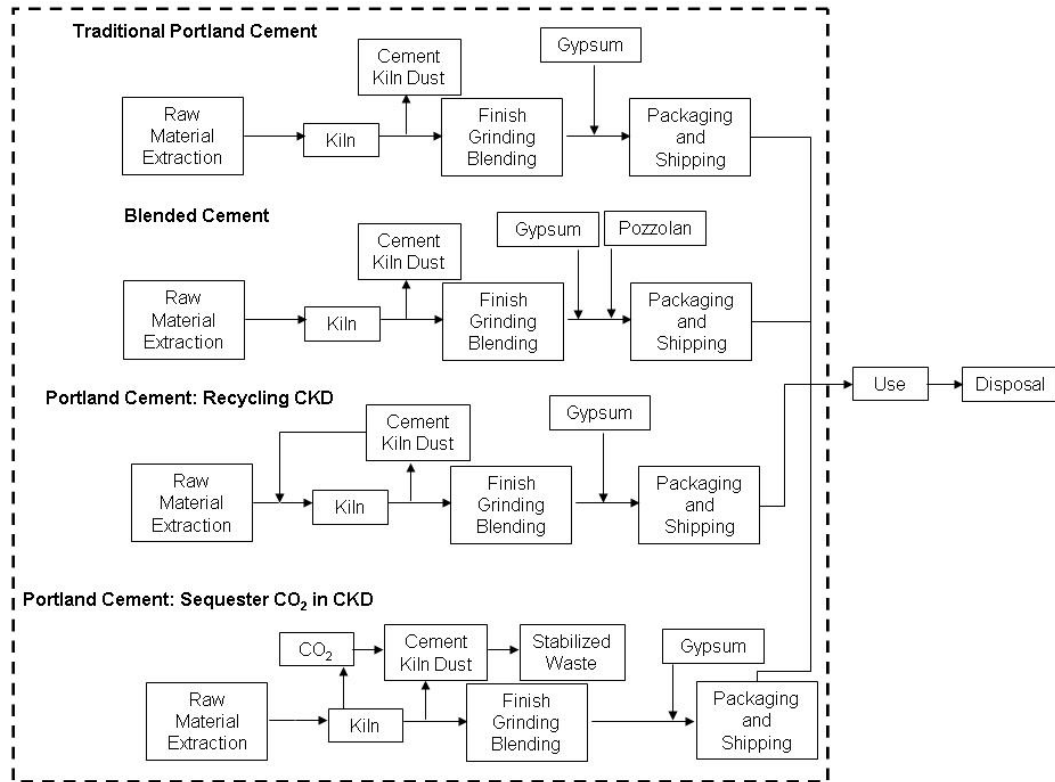 Traditional Portland Cement
Cement
Kiln Dust
Gypsum
Raw
Material
Extraction
Kiln
Finish
Grinding
Blending
Packaging
and
Shipping
Blended Cement
Cement
Kiln Dust
Gypsum
Pozzolan
Raw
Material
Extraction
Kiln
Finish
Grinding
Blending
Packaging
and
Shipping
Use
Disposal
Portland Cement: Recycling CKD
Cement
Kiln Dust
Gypsum
Raw
Material
Extraction
Kiln
Finish
Grinding
Blending
Packaging
and
Shipping
Portland Cement: Sequester CO₂ in CKD
CO₂
Cement
Kiln Dust
Stabilized
Waste
Gypsum
Raw
Material
Extraction
Kiln
Finish
Grinding
Blending
Packaging
and
Shipping